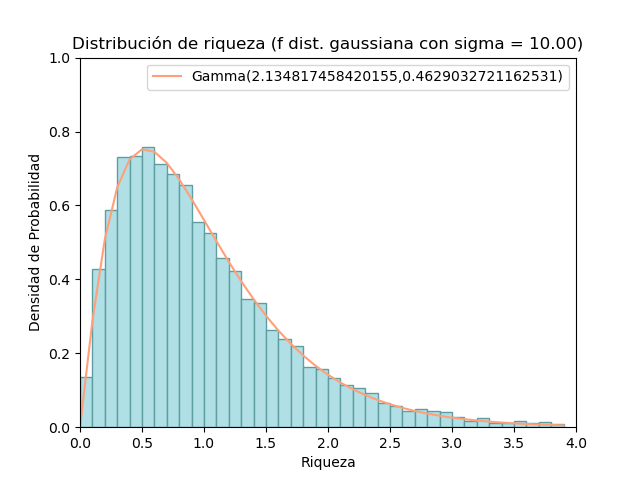 Distribución de riqueza (f dist. gaussiana con sigma = 10.00)
Gamma(2.134817458420155,0.4629032721162531)
1.0
0.8
0.6
0.4
0.2
0.0
Densidad de Probabilidad
0.0 0.5 1.0 1.5 2.0 2.5 3.0 3.5 4.0
Riqueza